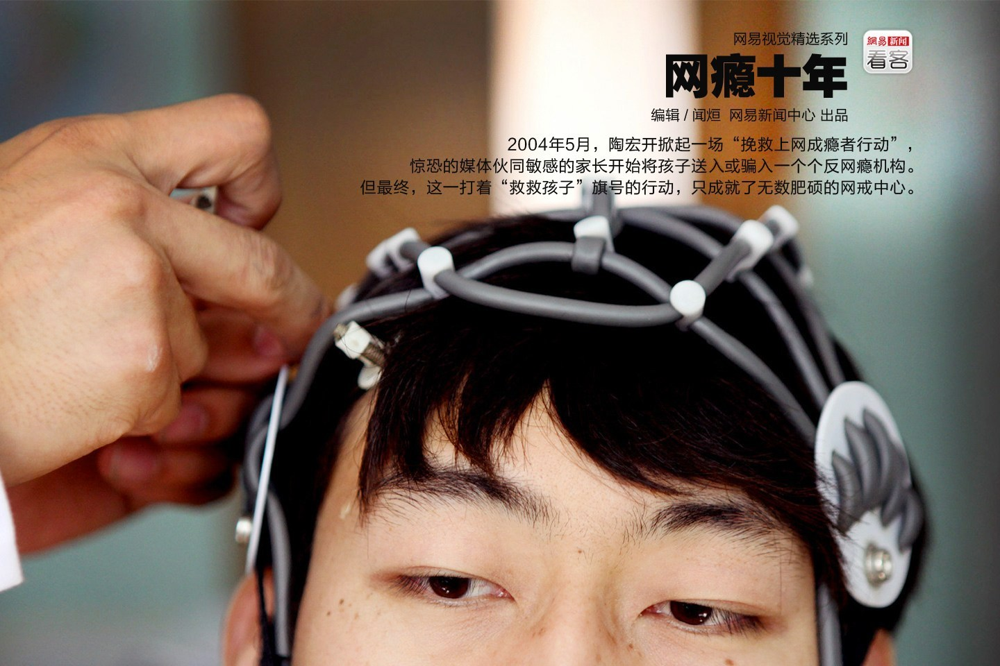 网易视觉精选系列
網易 新闻
看客
网瘾十年
编辑 / 闻烜 网易新闻中心 出品
2004年5月，陶宏开掀起一场“挽救上网成瘾者行动”，
惊恐的媒体伙同敏感的家长开始将孩子送入或骗入一个个反网瘾机构。
但最终，这一打着“救救孩子”旗号的行动，只成就了无数肥硕的网戒中心。